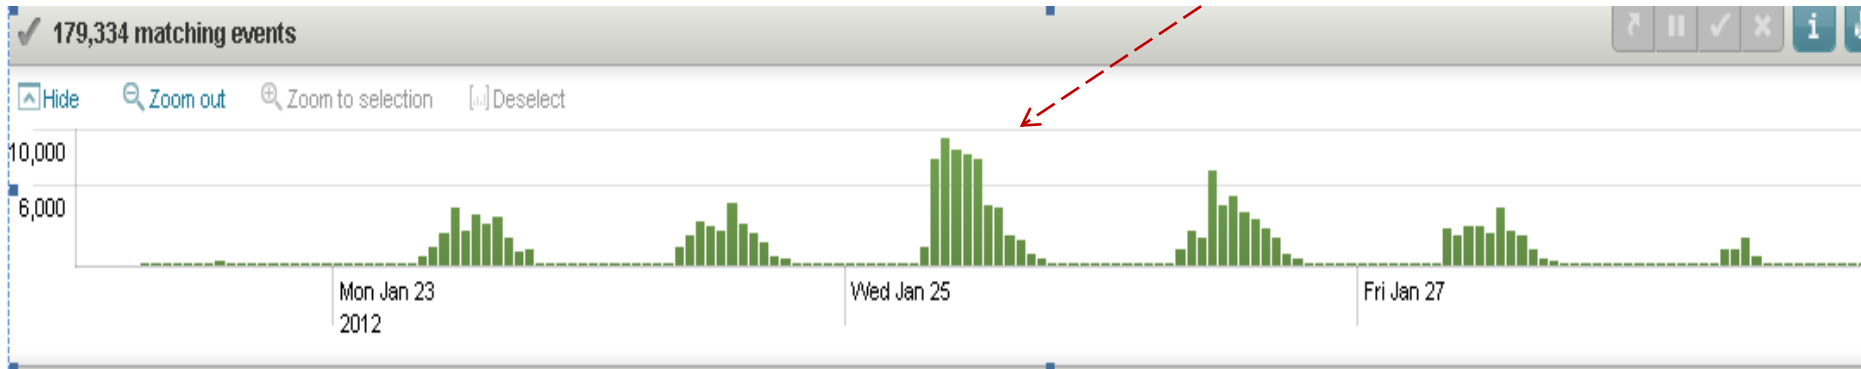 179,334 matching events
i
Hide Zoom out Zoom to selection Deselect
10,000
6,000
Mon Jan 23 Wed Jan 25 Fri Jan 27
2012